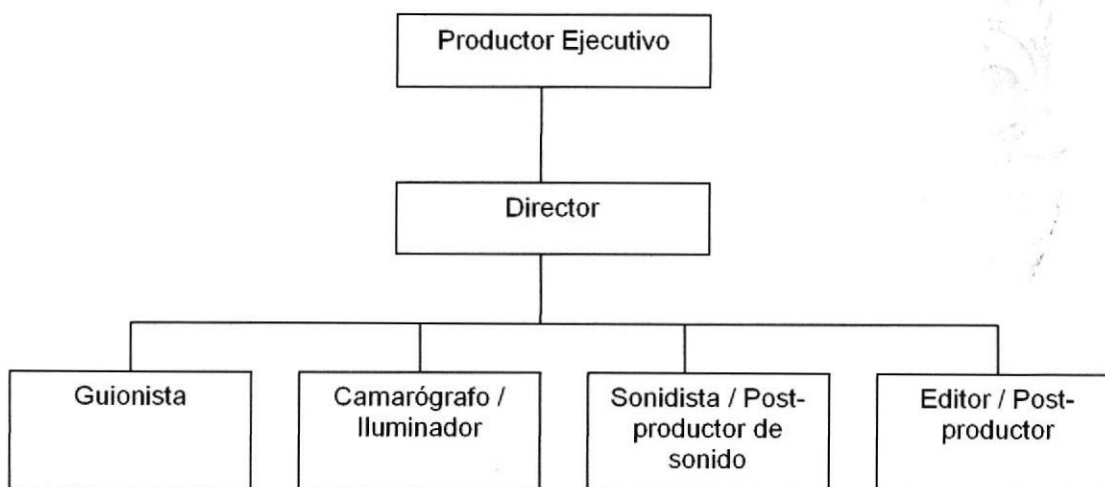 Productor Ejecutivo
Director
Guionista
Camarógrafo /
Iluminador
Sonidista / Post-
productor de
sonido
Editor / Post-
productor